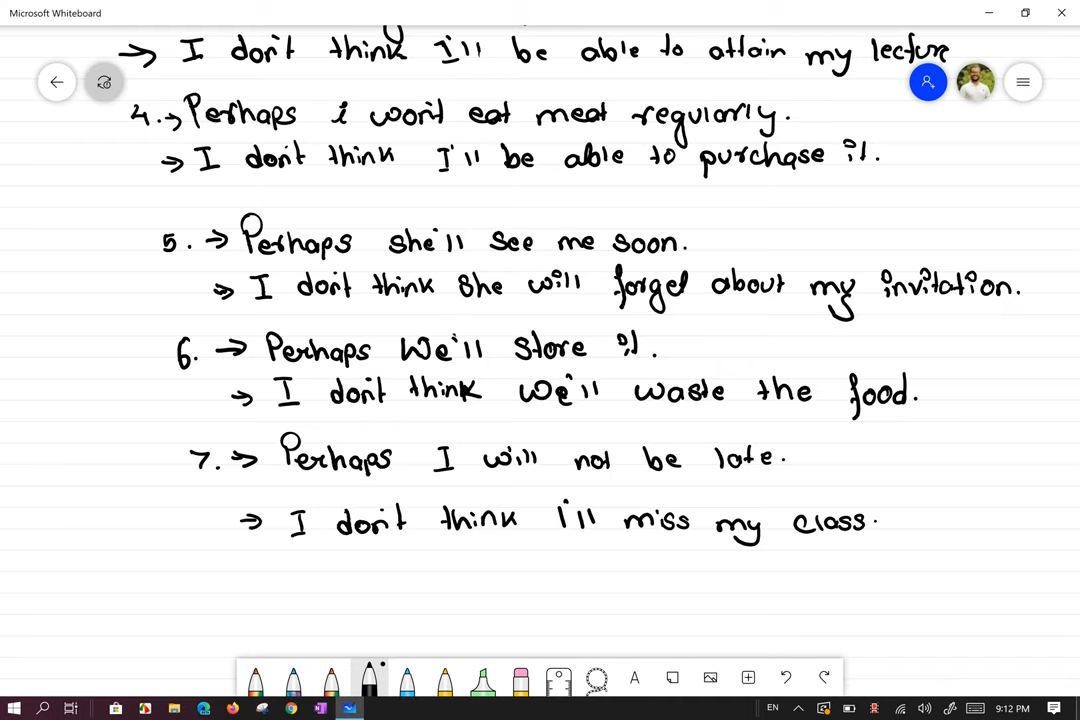 Microsoft Whiteboard
→ I don't think I'll be able to attain my lecture
4.→ Perhaps i won't eat meat regularly.
→ I don't think I'll be able to purchase it.
5. → Perhaps she'll see me soon.
→ I don't think she will forget about my invitation.
6. → Perhaps We'll store it.
→ I don't think we'll waste the food.
7. → Perhaps I will not be late.
→ I don't think i'll miss my class.
EN 9:12 PM